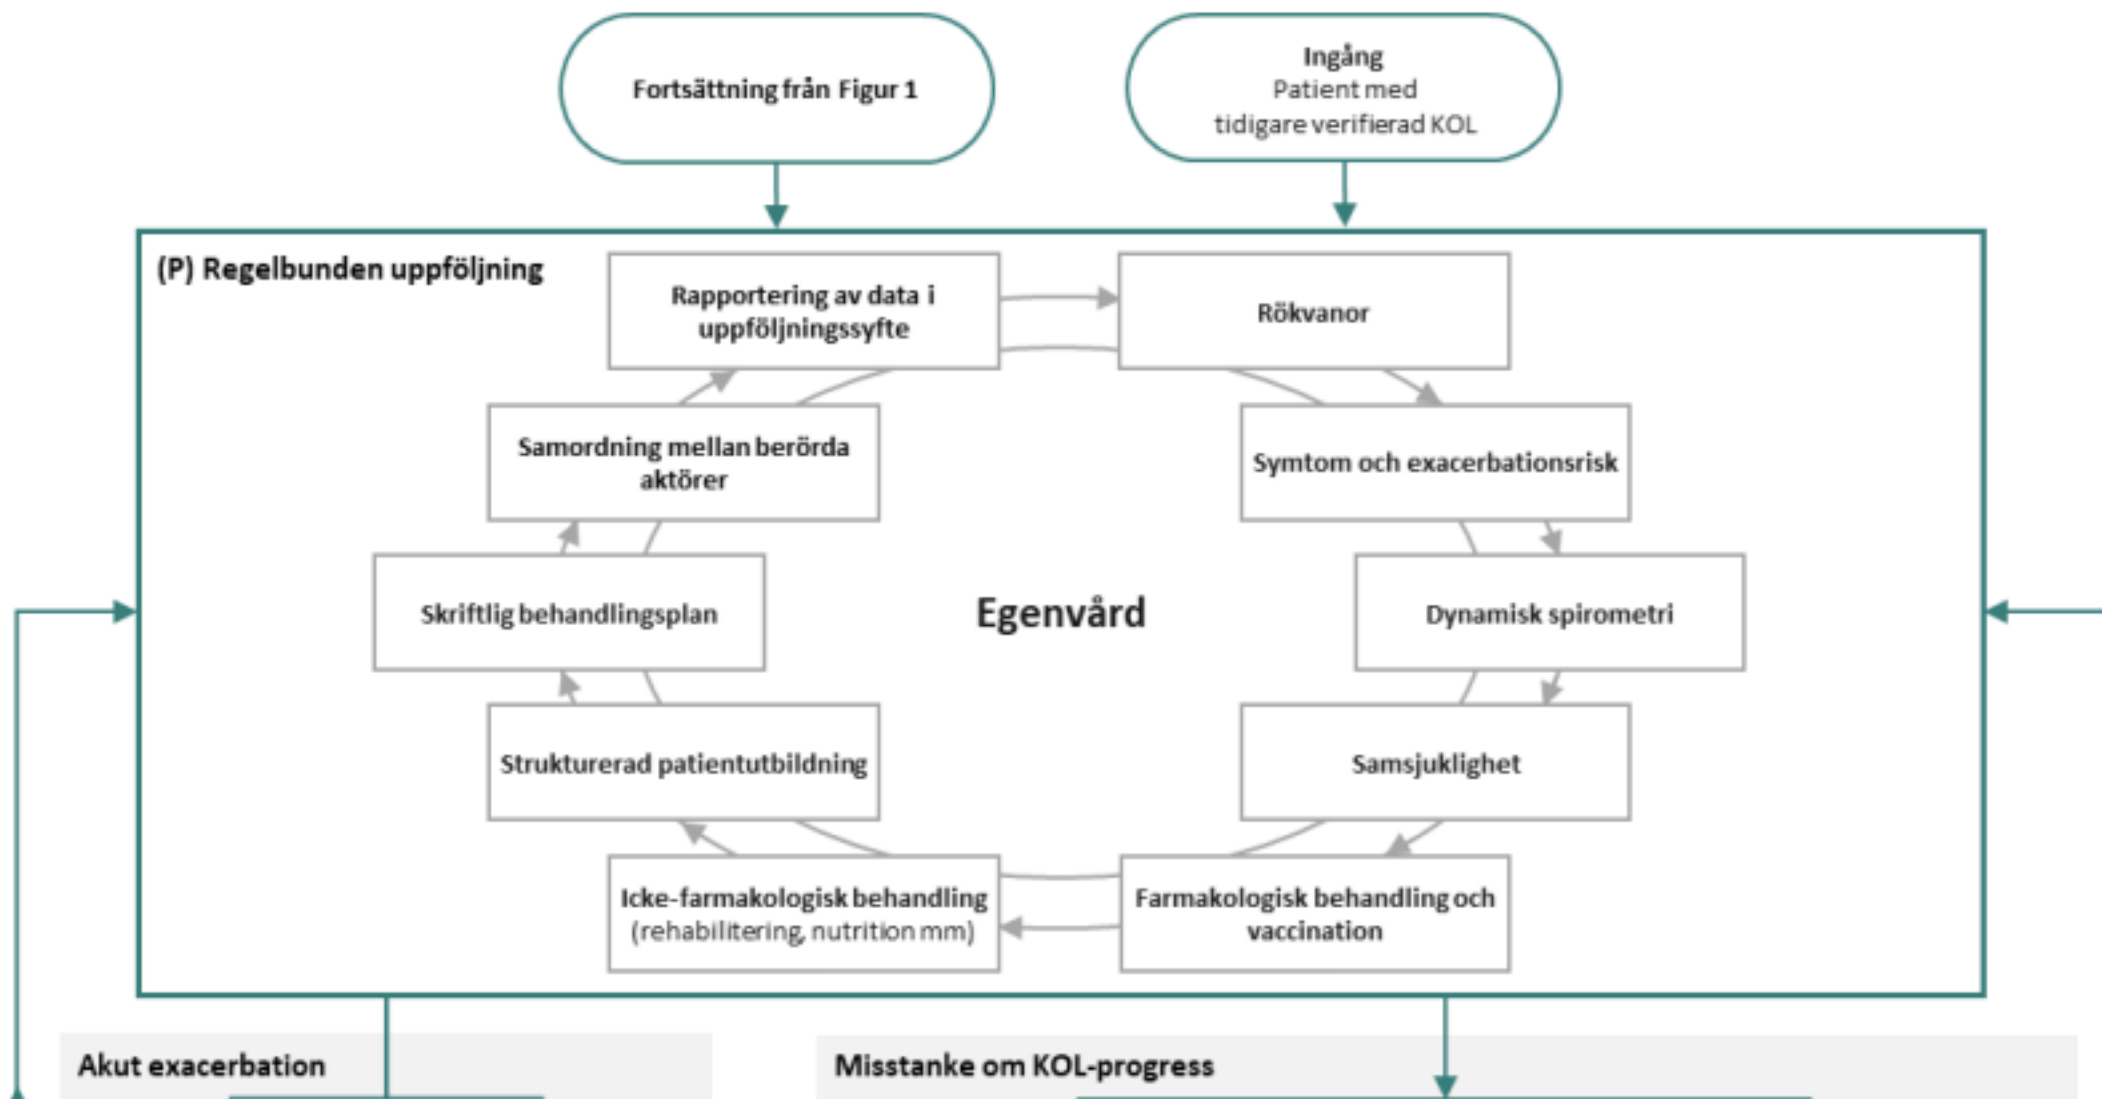 Fortsättning från Figur 1
Ingång
Patient med
tidigare verifierad KOL
(P) Regelbunden uppföljning
Rapportering av data i
uppföljningssyfte
Rökvanor
Samordning mellan berörda
aktörer
Symtom och exacerbationsrisk
Skriftlig behandlingsplan
Egenvård
Dynamisk spirometri
Strukturerad patientutbildning
Samsjuklighet
Icke-farmakologisk behandling
(rehabilitering, nutrition mm)
Farmakologisk behandling och
vaccination
Akut exacerbation
Misstanke om KOL-progress